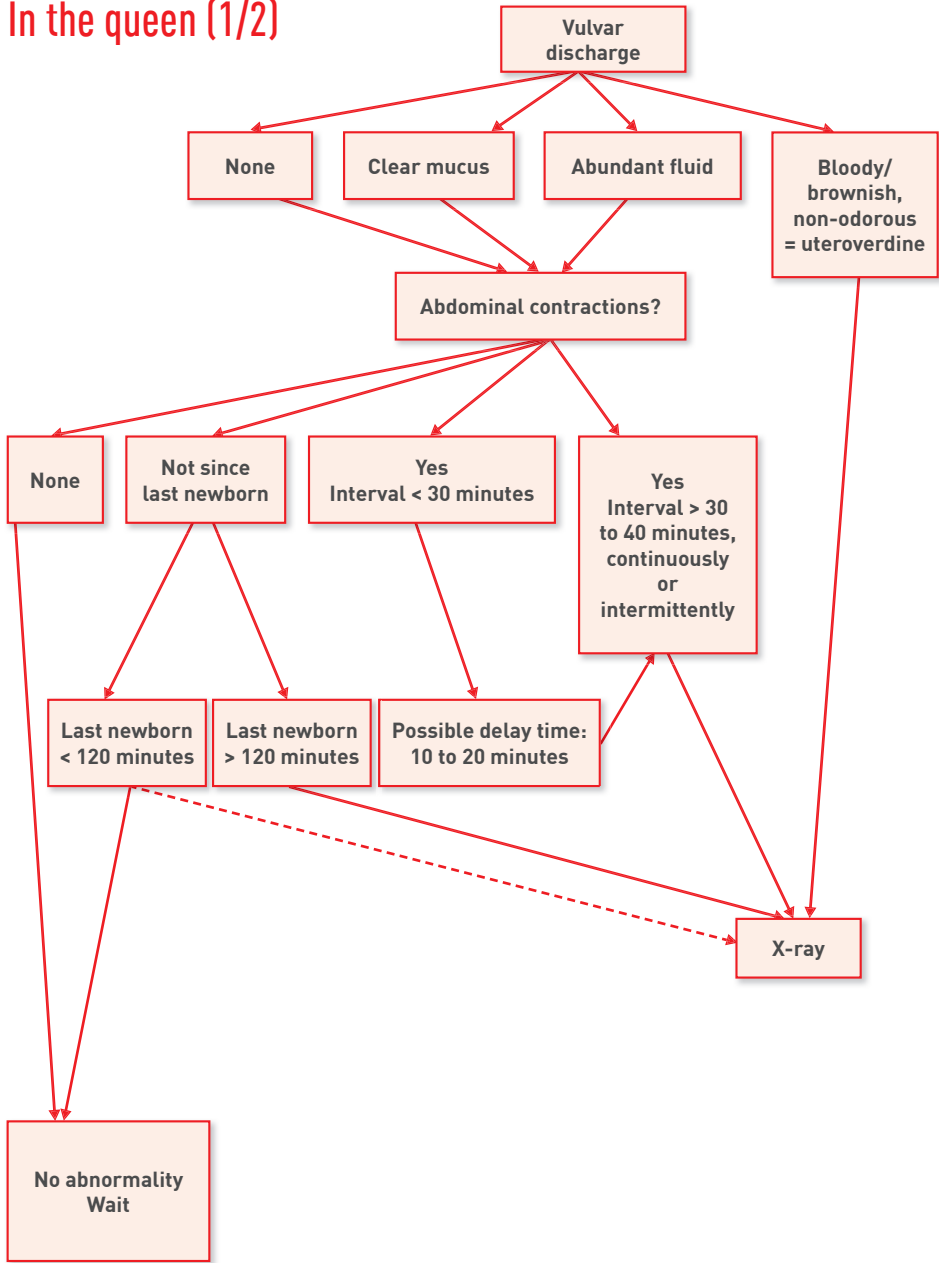 In the queen (1/2)
Vulvar
discharge
None
Clear mucus
Abundant fluid
Bloody/
brownish,
non-odorous
= uteroverdine
Abdominal contractions?
None
Not since
last newborn
Yes
Interval < 30 minutes
Yes
Interval > 30
to 40 minutes,
continuously
or
intermittently
Last newborn
< 120 minutes
Last newborn
> 120 minutes
Possible delay time:
10 to 20 minutes
X-ray
No abnormality
Wait